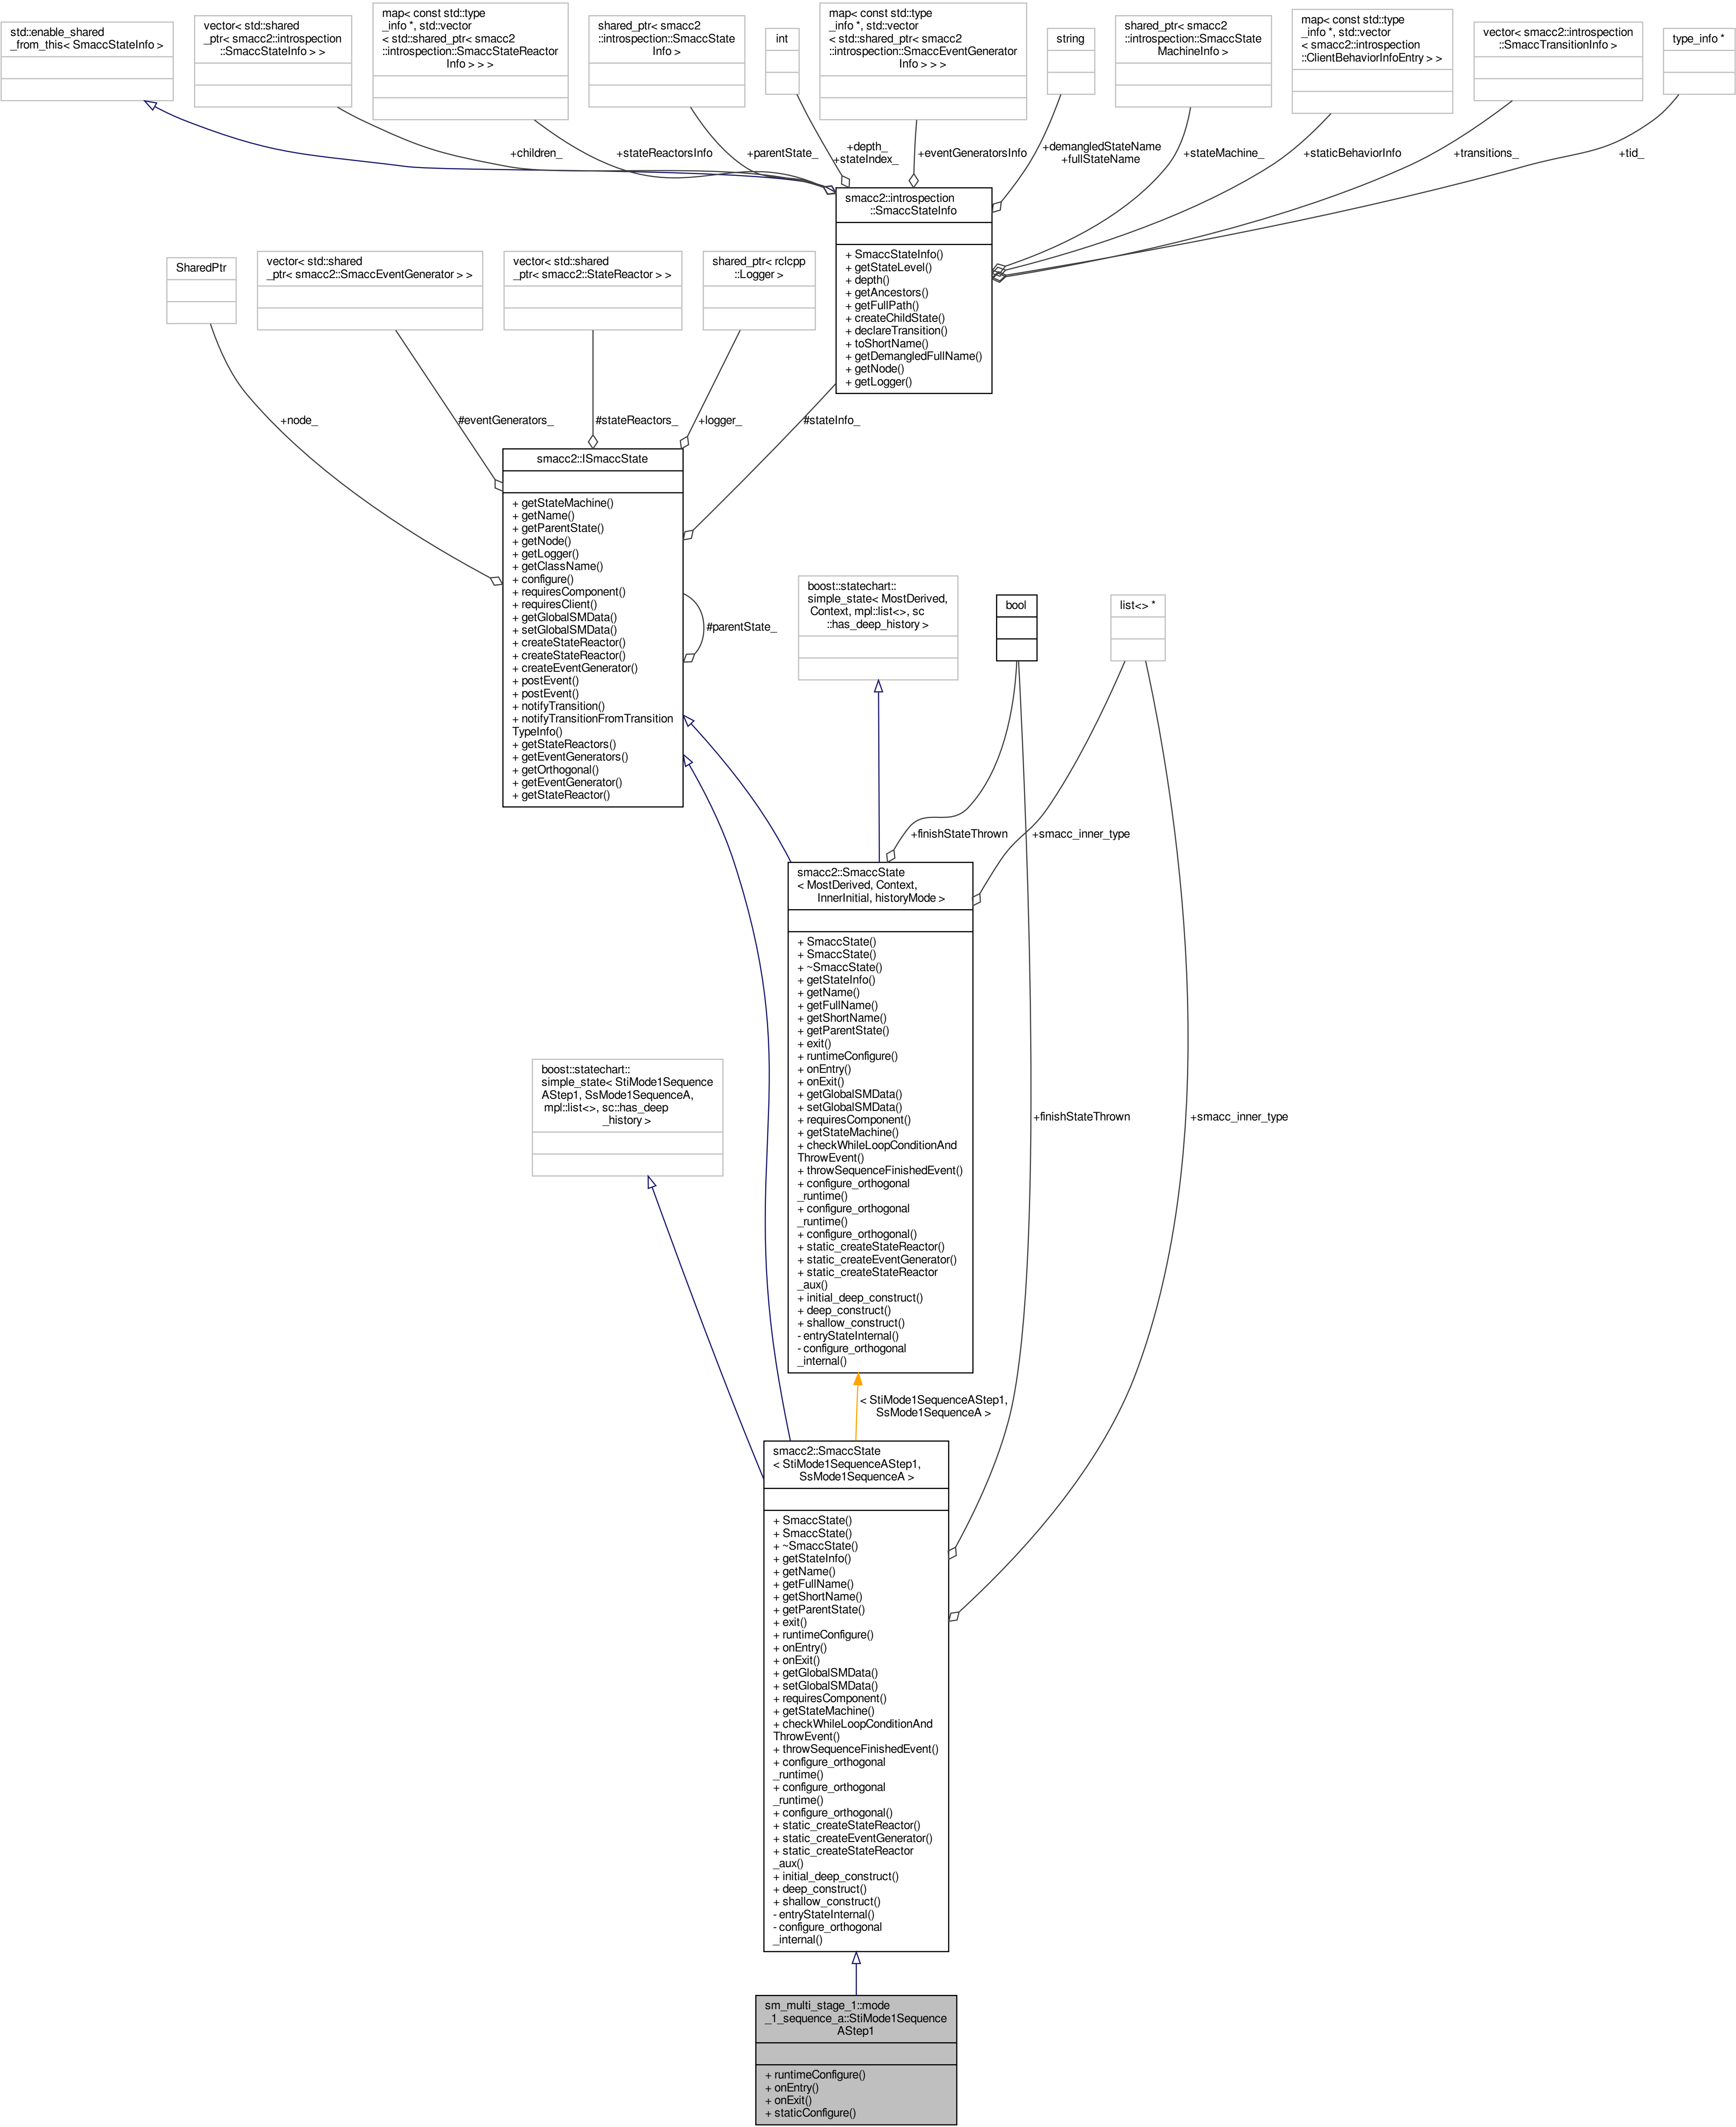 std::enable_shared
_from_this< SmaccStateInfo >
vector< std::shared
_ptr< smacc2::introspection
::SmaccStateInfo > >
map< const std::type
_info *, std::vector
< std::shared_ptr< smacc2
::introspection::SmaccStateReactor
Info > > >
shared_ptr< smacc2
::introspection::SmaccState
Info >
int
map< const std::type
_info *, std::vector
< std::shared_ptr< smacc2
::introspection::SmaccEventGenerator
Info > > >
string
shared_ptr< smacc2
::introspection::SmaccState
MachineInfo >
map< const std::type
_info *, std::vector
< smacc2::introspection
::ClientBehaviorInfoEntry > >
vector< smacc2::introspection
::SmaccTransitionInfo >
type_info *
+children_
+stateReactorsInfo
+parentState_
+depth_
+stateIndex_
+eventGeneratorsInfo
+demangledStateName
+fullStateName
+stateMachine_
+staticBehaviorInfo
+transitions_
+tid_
smacc2::introspection
::SmaccStateInfo
+ SmaccStateInfo()
+ getStateLevel()
+ depth()
+ getAncestors()
+ getFullPath()
+ createChildState()
+ declareTransition()
+ toShortName()
+ getDemangledFullName()
+ getNode()
+ getLogger()
SharedPtr
vector< std::shared
_ptr< smacc2::SmaccEventGenerator > >
vector< std::shared
_ptr< smacc2::StateReactor > >
shared_ptr< rclcpp
::Logger >
+node_
#eventGenerators_
#stateReactors_
+logger_
#stateInfo_
smacc2::ISmaccState
+ getStateMachine()
+ getName()
+ getParentState()
+ getNode()
+ getLogger()
+ getClassName()
+ configure()
+ requiresComponent()
+ requiresClient()
+ getGlobalSMData()
+ setGlobalSMData()
+ createStateReactor()
+ createStateReactor()
+ createEventGenerator()
+ postEvent()
+ postEvent()
+ notifyTransition()
+ notifyTransitionFromTransition
TypeInfo()
+ getStateReactors()
+ getEventGenerators()
+ getOrthogonal()
+ getEventGenerator()
+ getStateReactor()
#parentState_
boost::statechart::
simple_state< MostDerived,
Context, mpl::list<>, sc
::has_deep_history >
bool
list<> *
+finishStateThrown
+smacc_inner_type
smacc2::SmaccState
< MostDerived, Context,
InnerInitial, historyMode >
+ SmaccState()
+ SmaccState()
+ ~SmaccState()
+ getStateInfo()
+ getName()
+ getFullName()
+ getShortName()
+ getParentState()
+ exit()
+ runtimeConfigure()
+ onEntry()
+ onExit()
+ getGlobalSMData()
+ setGlobalSMData()
+ requiresComponent()
+ getStateMachine()
+ checkWhileLoopConditionAnd
ThrowEvent()
+ throwSequenceFinishedEvent()
+ configure_orthogonal
_runtime()
+ configure_orthogonal
_runtime()
+ configure_orthogonal()
+ static_createStateReactor()
+ static_createEventGenerator()
+ static_createStateReactor
_aux()
+ initial_deep_construct()
+ deep_construct()
+ shallow_construct()
- entryStateInternal()
- configure_orthogonal
_internal()
boost::statechart::
simple_state< StiMode1Sequence
AStep1, SsMode1SequenceA,
mpl::list<>, sc::has_deep
_history >
+finishStateThrown
+smacc_inner_type
< StiMode1SequenceAStep1,
SsMode1SequenceA >
smacc2::SmaccState
< StiMode1SequenceAStep1,
SsMode1SequenceA >
+ SmaccState()
+ SmaccState()
+ ~SmaccState()
+ getStateInfo()
+ getName()
+ getFullName()
+ getShortName()
+ getParentState()
+ exit()
+ runtimeConfigure()
+ onEntry()
+ onExit()
+ getGlobalSMData()
+ setGlobalSMData()
+ requiresComponent()
+ getStateMachine()
+ checkWhileLoopConditionAnd
ThrowEvent()
+ throwSequenceFinishedEvent()
+ configure_orthogonal
_runtime()
+ configure_orthogonal
_runtime()
+ configure_orthogonal()
+ static_createStateReactor()
+ static_createEventGenerator()
+ static_createStateReactor
_aux()
+ initial_deep_construct()
+ deep_construct()
+ shallow_construct()
- entryStateInternal()
- configure_orthogonal
_internal()
sm_multi_stage_1::mode
_1_sequence_a::StiMode1Sequence
AStep1
+ runtimeConfigure()
+ onEntry()
+ onExit()
+ staticConfigure()